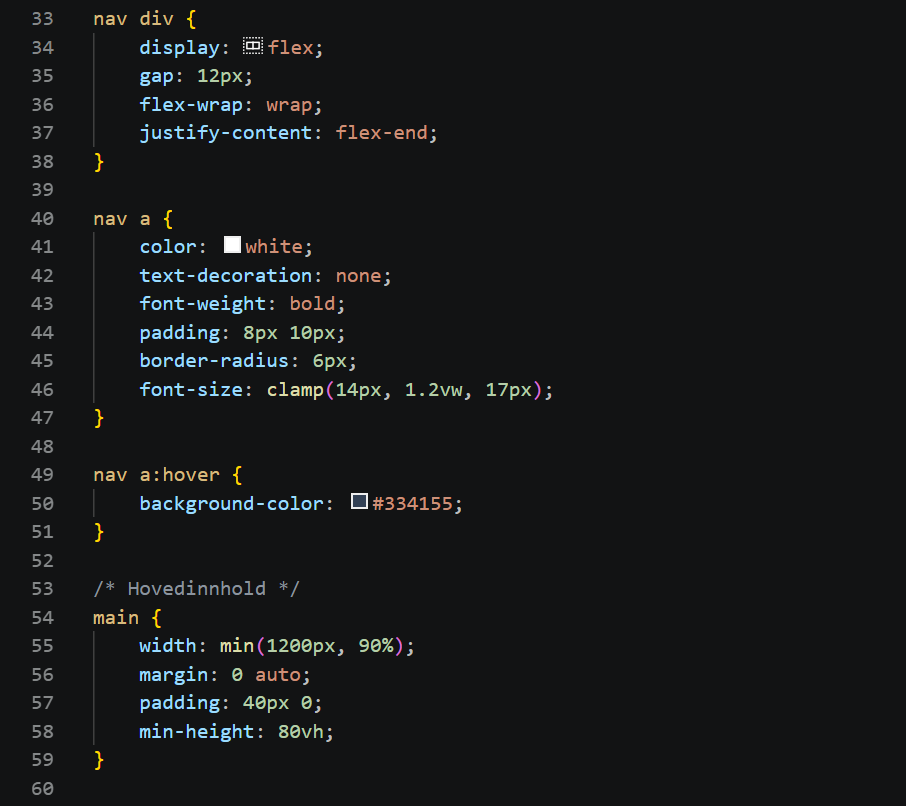 33 nav div {
34     display: flex;
35     gap: 12px;
36     flex-wrap: wrap;
37     justify-content: flex-end;
38 }
39
40 nav a {
41     color: white;
42     text-decoration: none;
43     font-weight: bold;
44     padding: 8px 10px;
45     border-radius: 6px;
46     font-size: clamp(14px, 1.2vw, 17px);
47 }
48
49 nav a:hover {
50     background-color: #334155;
51 }
52
53 /* Hovedinnhold */
54 main {
55     width: min(1200px, 90%);
56     margin: 0 auto;
57     padding: 40px 0;
58     min-height: 80vh;
59 }
60